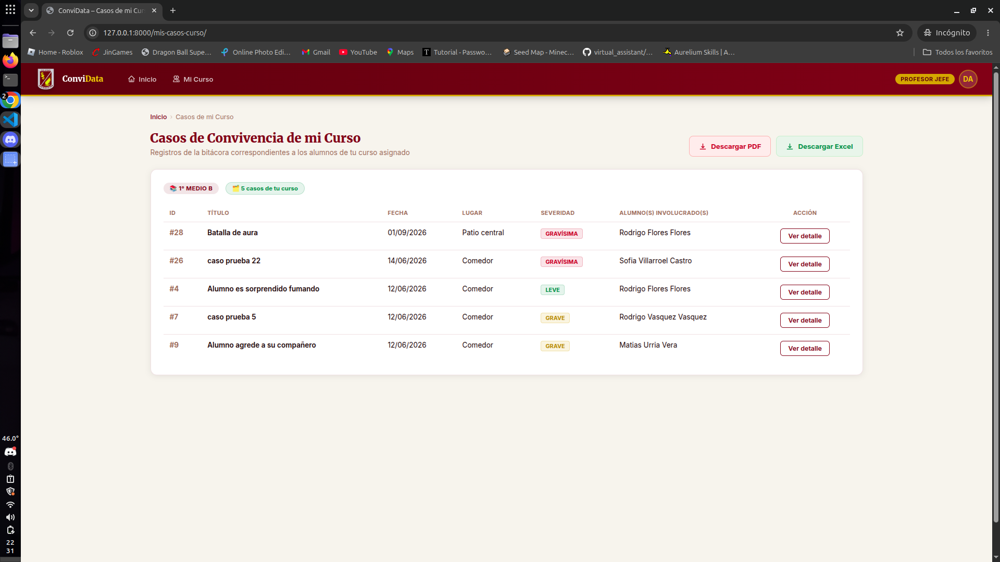 ConviData – Casos de mi Cur
127.0.0.1:8000/mis-casos-curso/
Incógnito
Home - Roblox
JinGames
Dragon Ball Supe...
Online Photo Edi...
Gmail
YouTube
Maps
Tutorial - Passwo...
Seed Map - Minec...
virtual_assistant/...
Aurelium Skills | A...
Todos los favoritos
ConviData
Inicio
Mi Curso
PROFESOR JEFE
DA
Inicio › Casos de mi Curso
Casos de Convivencia de mi Curso
Registros de la bitácora correspondientes a los alumnos de tu curso asignado
Descargar PDF
Descargar Excel
1° MEDIO B
5 casos de tu curso
ID TÍTULO FECHA LUGAR SEVERIDAD ALUMNO(S) INVOLUCRADO(S) ACCIÓN
#28 Batalla de aura 01/09/2026 Patio central GRAVÍSIMA Rodrigo Flores Flores Ver detalle
#26 caso prueba 22 14/06/2026 Comedor GRAVÍSIMA Sofia Villarroel Castro Ver detalle
#4 Alumno es sorprendido fumando 12/06/2026 Comedor LEVE Rodrigo Flores Flores Ver detalle
#7 caso prueba 5 12/06/2026 Comedor GRAVE Rodrigo Vasquez Vasquez Ver detalle
#9 Alumno agrede a su compañero 12/06/2026 Comedor GRAVE Matias Urria Vera Ver detalle
2
46.0°
22
31